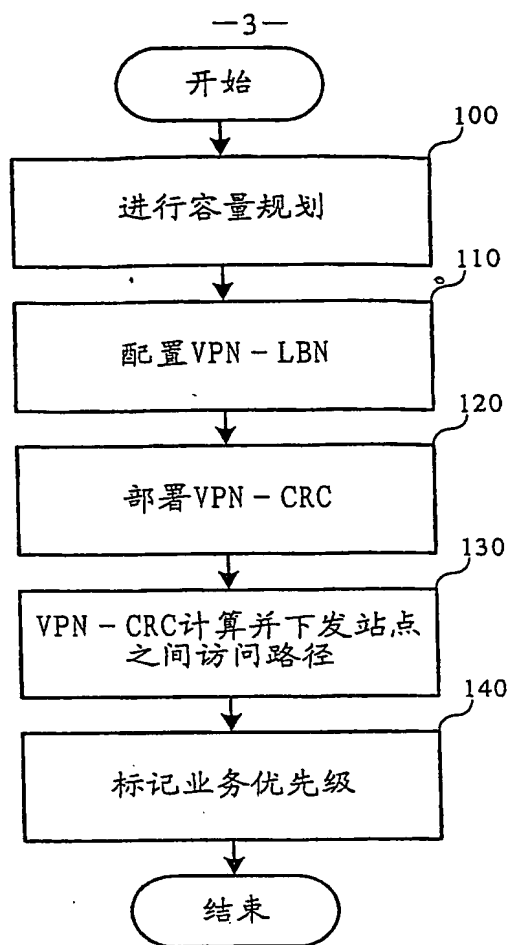 —3—
开始
100
进行容量规划
110
配置VPN-LBN
120
部署VPN-CRC
130
VPN-CRC计算并下发站点
之间访问路径
140
标记业务优先级
结束